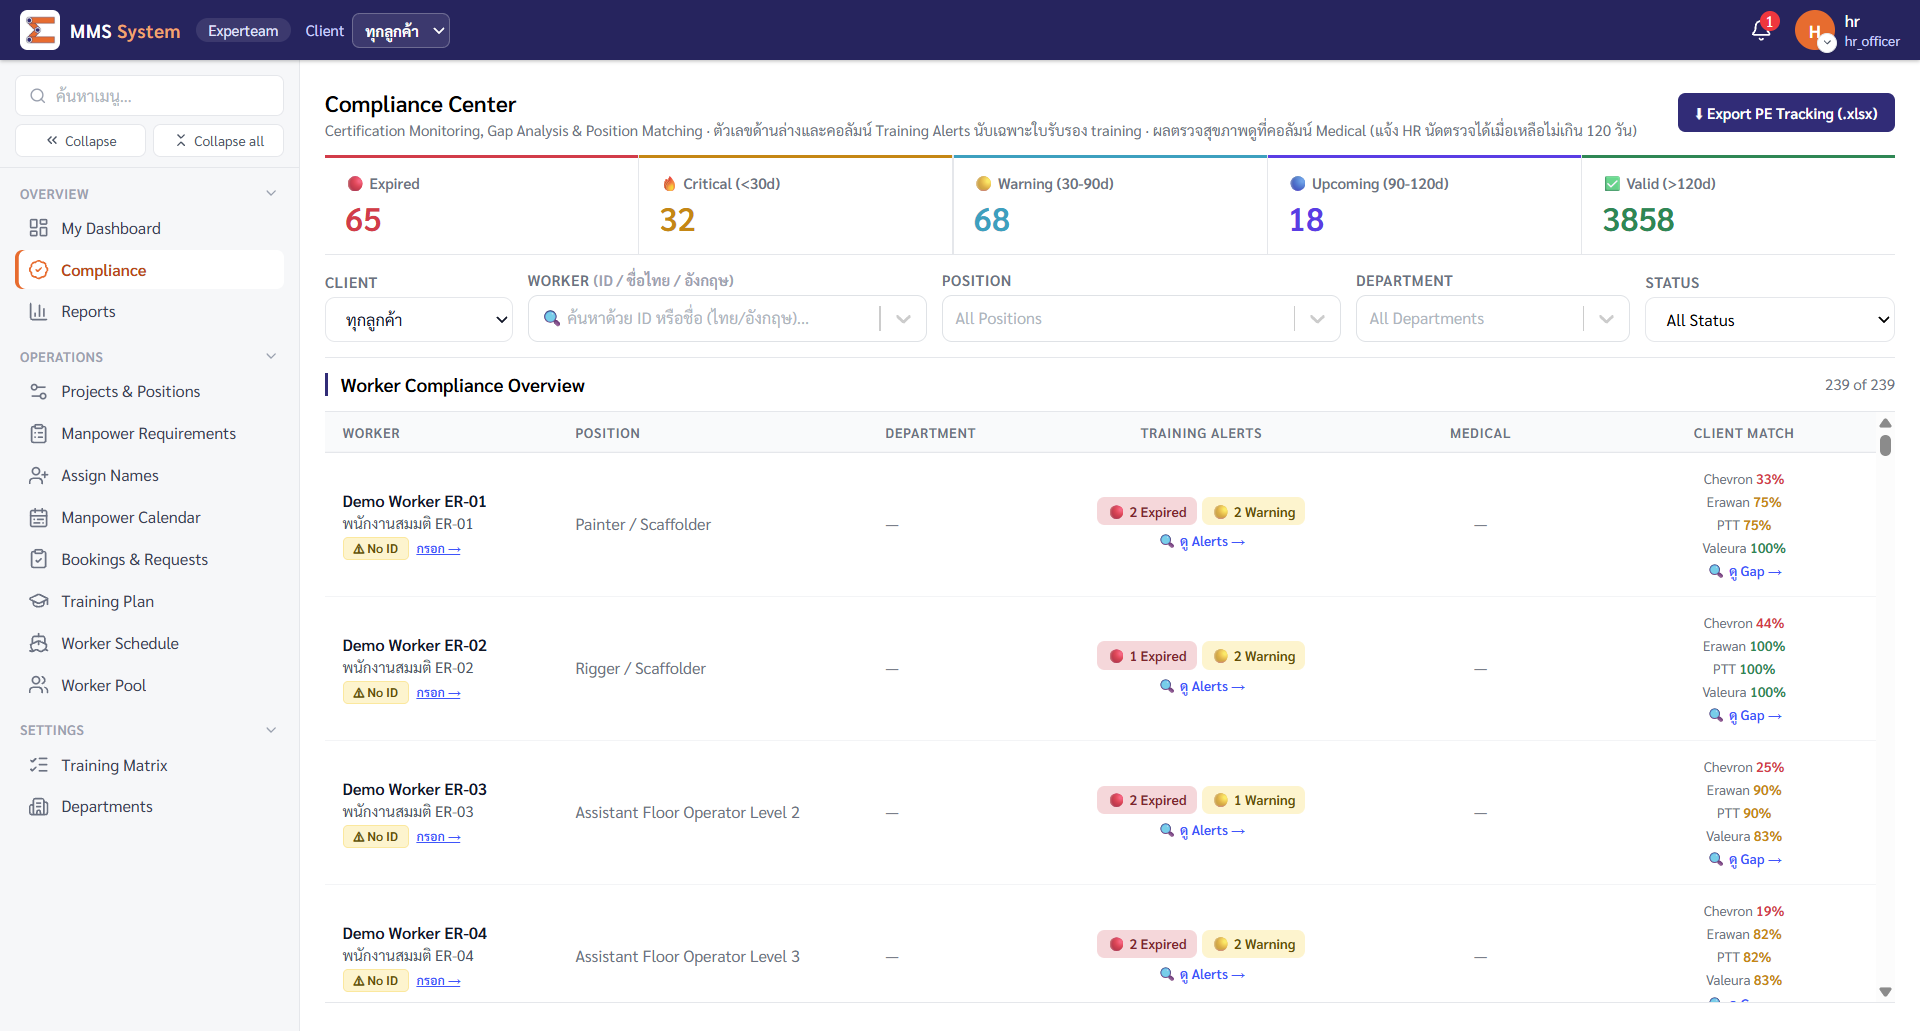 MMS System
Experteam
Client
ทุกลูกค้า
1
H
hr
hr_officer
ค้นหาเมนู...
Collapse
Collapse all
OVERVIEW
My Dashboard
Compliance
Reports
OPERATIONS
Projects & Positions
Manpower Requirements
Assign Names
Manpower Calendar
Bookings & Requests
Training Plan
Worker Schedule
Worker Pool
SETTINGS
Training Matrix
Departments
Compliance Center
Certification Monitoring, Gap Analysis & Position Matching · ตัวเลขด้านล่างและคอลัมน์ Training Alerts นับเฉพาะใบรับรอง training · ผลตรวจสุขภาพดูที่คอลัมน์ Medical (แจ้ง HR นัดตรวจได้เมื่อเหลือไม่เกิน 120 วัน)
⬇ Export PE Tracking (.xlsx)
Expired
65
Critical (<30d)
32
Warning (30-90d)
68
Upcoming (90-120d)
18
Valid (>120d)
3858
CLIENT
ทุกลูกค้า
WORKER (ID / ชื่อไทย / อังกฤษ)
ค้นหาด้วย ID หรือชื่อ (ไทย/อังกฤษ)...
POSITION
All Positions
DEPARTMENT
All Departments
STATUS
All Status
Worker Compliance Overview
239 of 239
WORKER POSITION DEPARTMENT TRAINING ALERTS MEDICAL CLIENT MATCH
Demo Worker ER-01
พนักงานสมมติ ER-01
⚠ No ID กรอก →
Painter / Scaffolder
—
2 Expired 2 Warning
ดู Alerts →
—
Chevron 33%
Erawan 75%
PTT 75%
Valeura 100%
ดู Gap →
Demo Worker ER-02
พนักงานสมมติ ER-02
⚠ No ID กรอก →
Rigger / Scaffolder
—
1 Expired 2 Warning
ดู Alerts →
—
Chevron 44%
Erawan 100%
PTT 100%
Valeura 100%
ดู Gap →
Demo Worker ER-03
พนักงานสมมติ ER-03
⚠ No ID กรอก →
Assistant Floor Operator Level 2
—
2 Expired 1 Warning
ดู Alerts →
—
Chevron 25%
Erawan 90%
PTT 90%
Valeura 83%
ดู Gap →
Demo Worker ER-04
พนักงานสมมติ ER-04
⚠ No ID กรอก →
Assistant Floor Operator Level 3
—
2 Expired 2 Warning
ดู Alerts →
—
Chevron 19%
Erawan 82%
PTT 82%
Valeura 83%